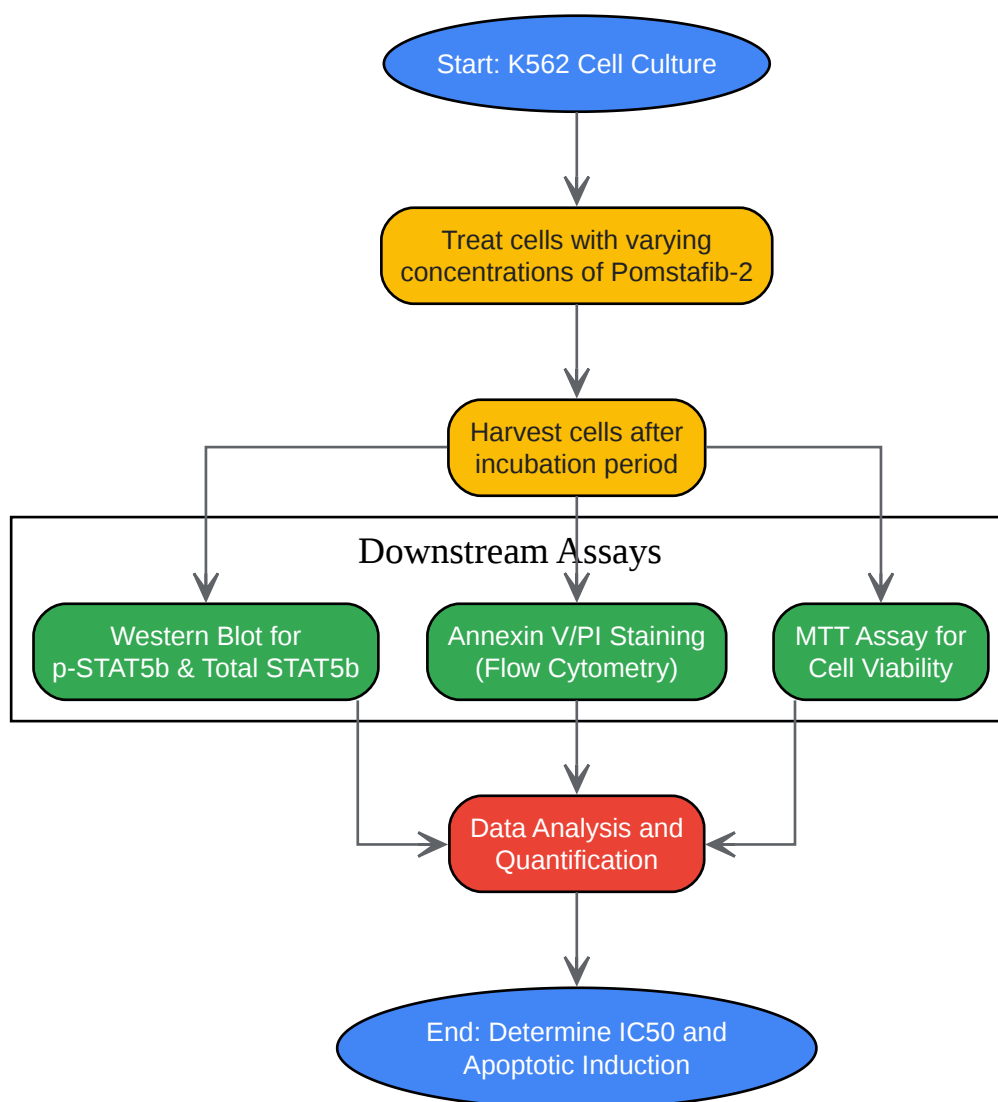 Start: K562 Cell Culture
Treat cells with varying
concentrations of Pomstafib-2
Harvest cells after
incubation period
Downstream Assays
Western Blot for
p-STAT5b & Total STAT5b
Annexin V/PI Staining
(Flow Cytometry)
MTT Assay for
Cell Viability
Data Analysis and
Quantification
End: Determine IC50 and
Apoptotic Induction